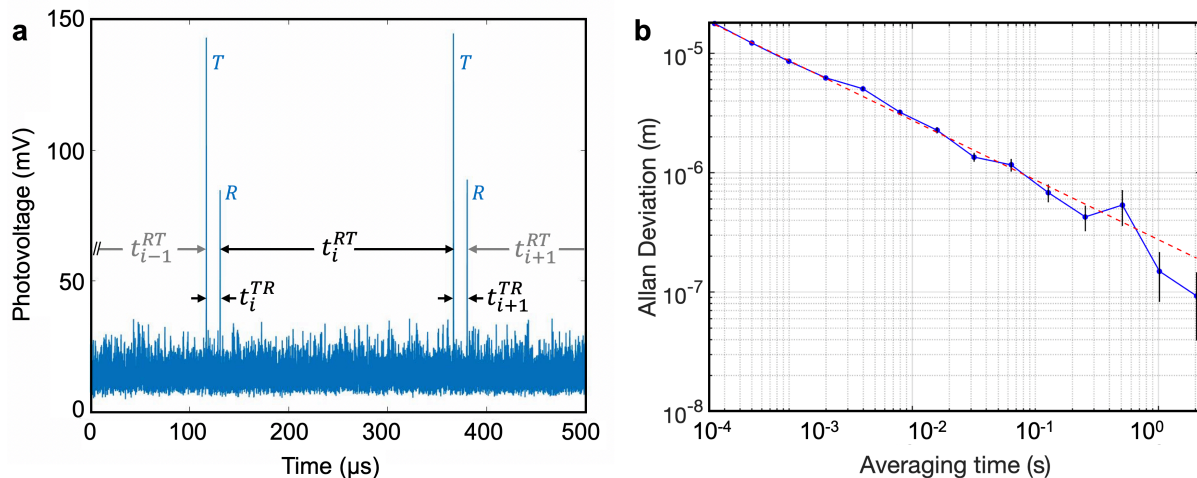 a
150
100
50
0
Photovoltage (mV)
T
R
T
R
// t_{i-1}^{RT}
t_i^{RT}
t_{i+1}^{RT}
t_i^{TR}
t_{i+1}^{TR}
0 100 200 300 400 500
Time (μs)
b
10^{-5}
10^{-6}
10^{-7}
10^{-8}
Allan Deviation (m)
10^{-4} 10^{-3} 10^{-2} 10^{-1} 10^{0}
Averaging time (s)